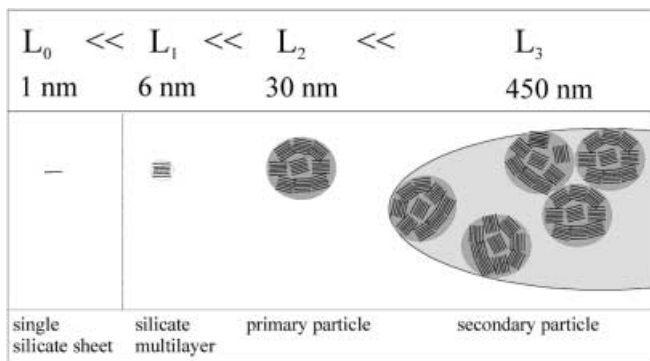 L₀ << L₁ << L₂ << L₃
1 nm 6 nm 30 nm 450 nm
single silicate sheet
silicate multilayer
primary particle
secondary particle